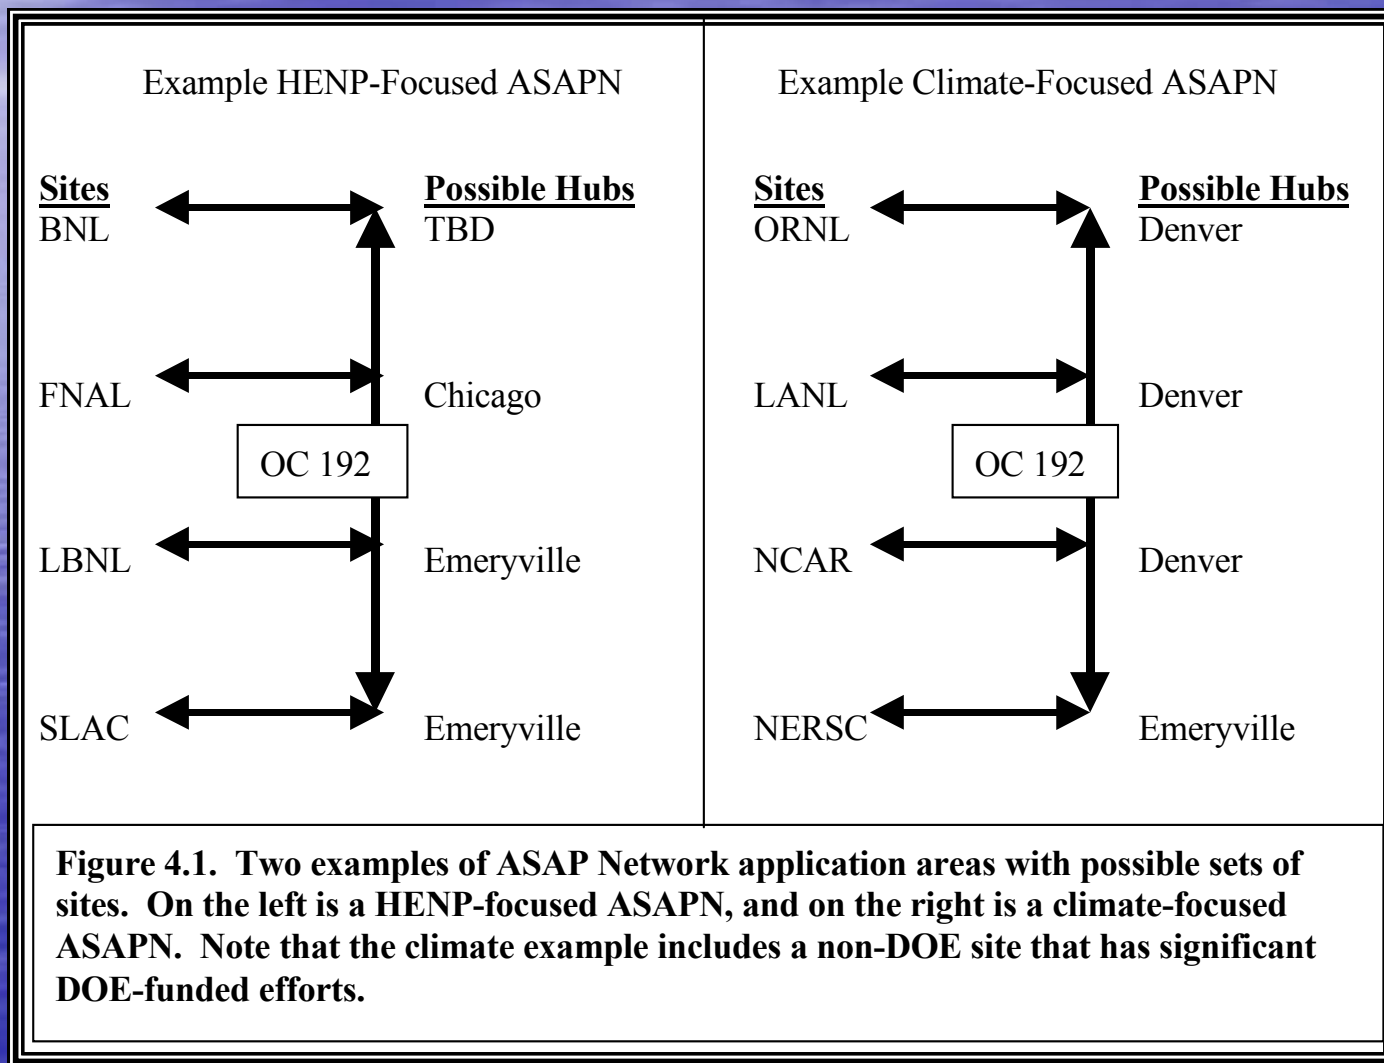 Example HENP-Focused ASAPN
Sites Possible Hubs
BNL TBD
FNAL Chicago
OC 192
LBNL Emeryville
SLAC Emeryville
Example Climate-Focused ASAPN
Sites Possible Hubs
ORNL Denver
LANL Denver
OC 192
NCAR Denver
NERSC Emeryville
Figure 4.1. Two examples of ASAP Network application areas with possible sets of
sites. On the left is a HENP-focused ASAPN, and on the right is a climate-focused
ASAPN. Note that the climate example includes a non-DOE site that has significant
DOE-funded efforts.